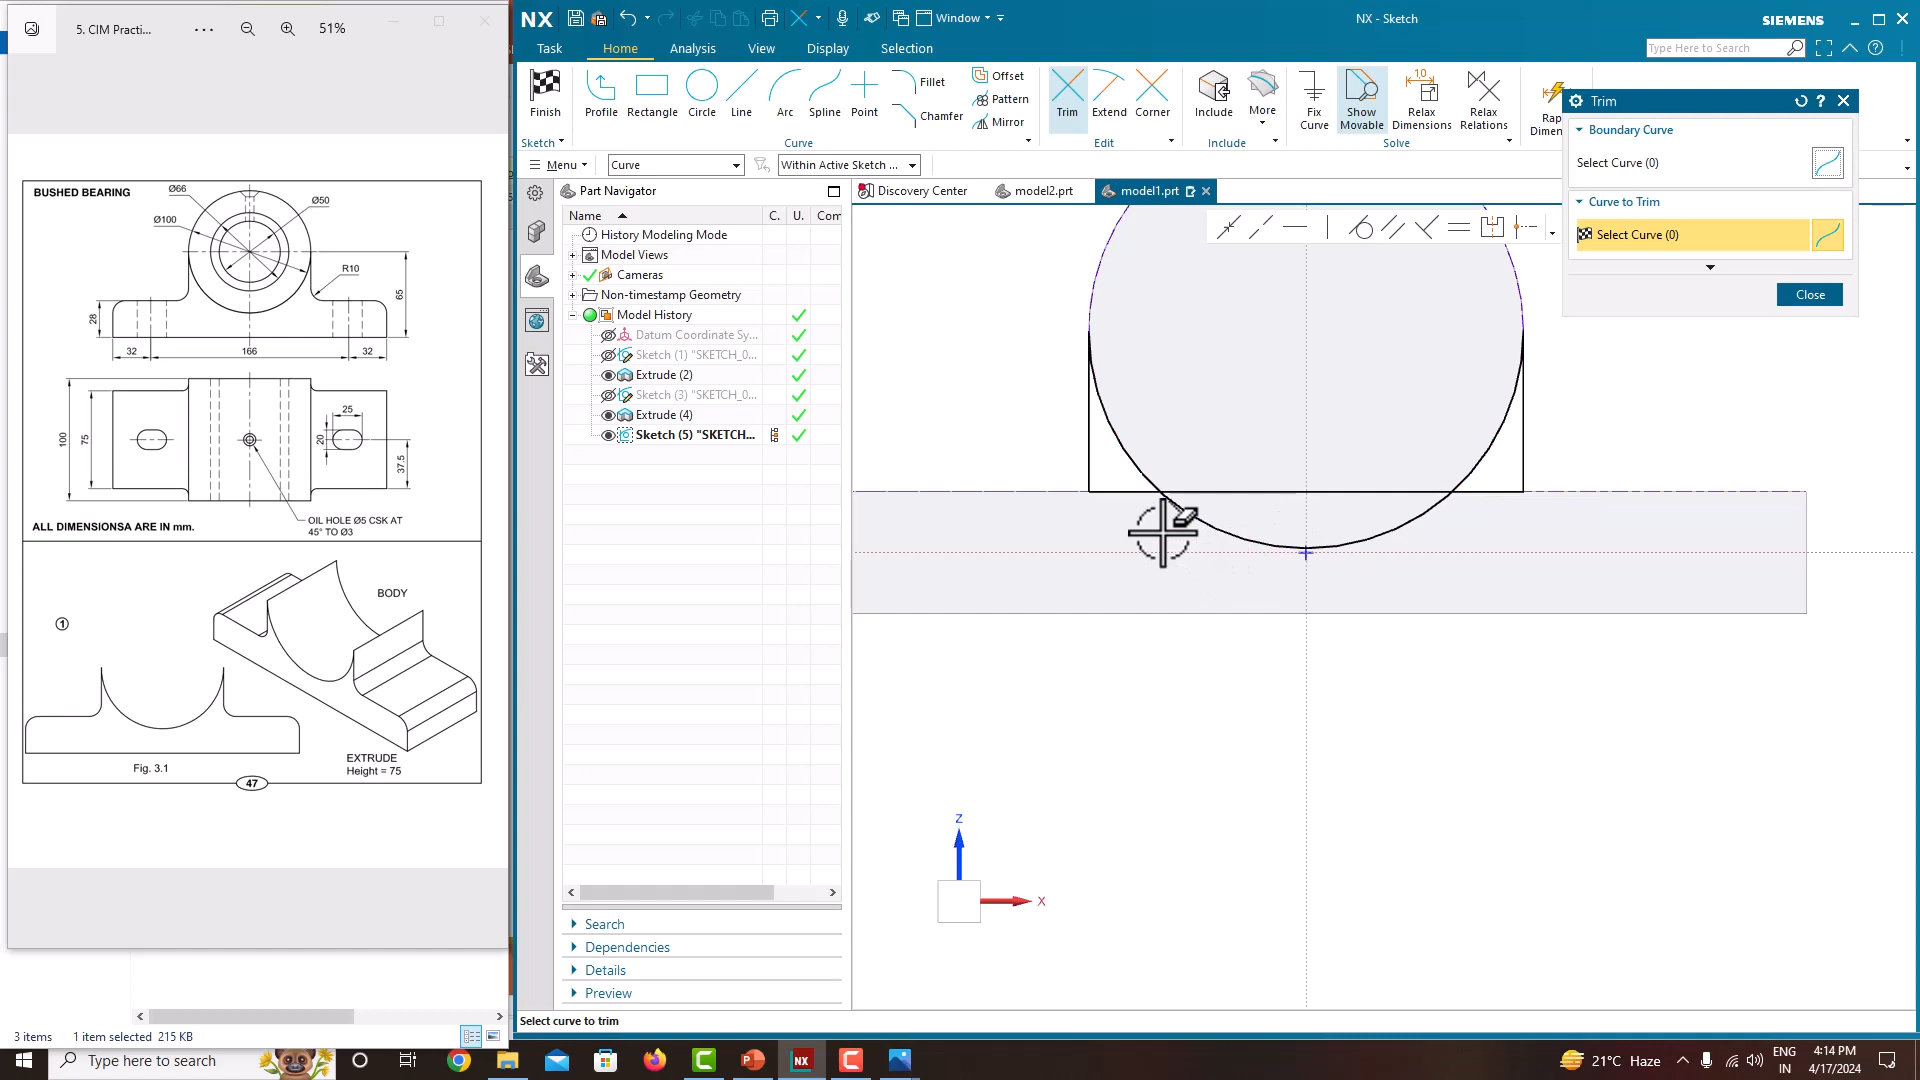 5. CIM Practi...
51%
NX
Window
NX - Sketch
SIEMENS
Task
Home
Analysis
View
Display
Selection
Type Here to Search
Finish
Profile
Rectangle
Circle
Line
Arc
Spline
Point
Fillet
Chamfer
Offset
Pattern
Mirror
Trim
Extend
Corner
Include
More
Fix
Curve
Show
Movable
Relax
Dimensions
Relax
Relations
Sketch
Curve
Edit
Include
Solve
Trim
Boundary Curve
Select Curve (0)
Curve to Trim
Select Curve (0)
Close
Menu
Curve
Within Active Sketch ...
Part Navigator
Discovery Center
model2.prt
model1.prt
Name
C.
U.
Com
History Modeling Mode
Model Views
Cameras
Non-timestamp Geometry
Model History
Datum Coordinate Sy...
Sketch (1) "SKETCH_0...
Extrude (2)
Sketch (3) "SKETCH_0...
Extrude (4)
Sketch (5) "SKETCH...
Search
Dependencies
Details
Preview
Z
X
Select curve to trim
BUSHED BEARING
Ø66
Ø50
Ø100
R10
65
28
32
166
32
100
75
25
20
37.5
ALL DIMENSIONSA ARE IN mm.
OIL HOLE Ø5 CSK AT
45° TO Ø3
BODY
1
EXTRUDE
Height = 75
Fig. 3.1
47
3 items
1 item selected 215 KB
Type here to search
NX
21°C Haze
ENG
IN
4:14 PM
4/17/2024